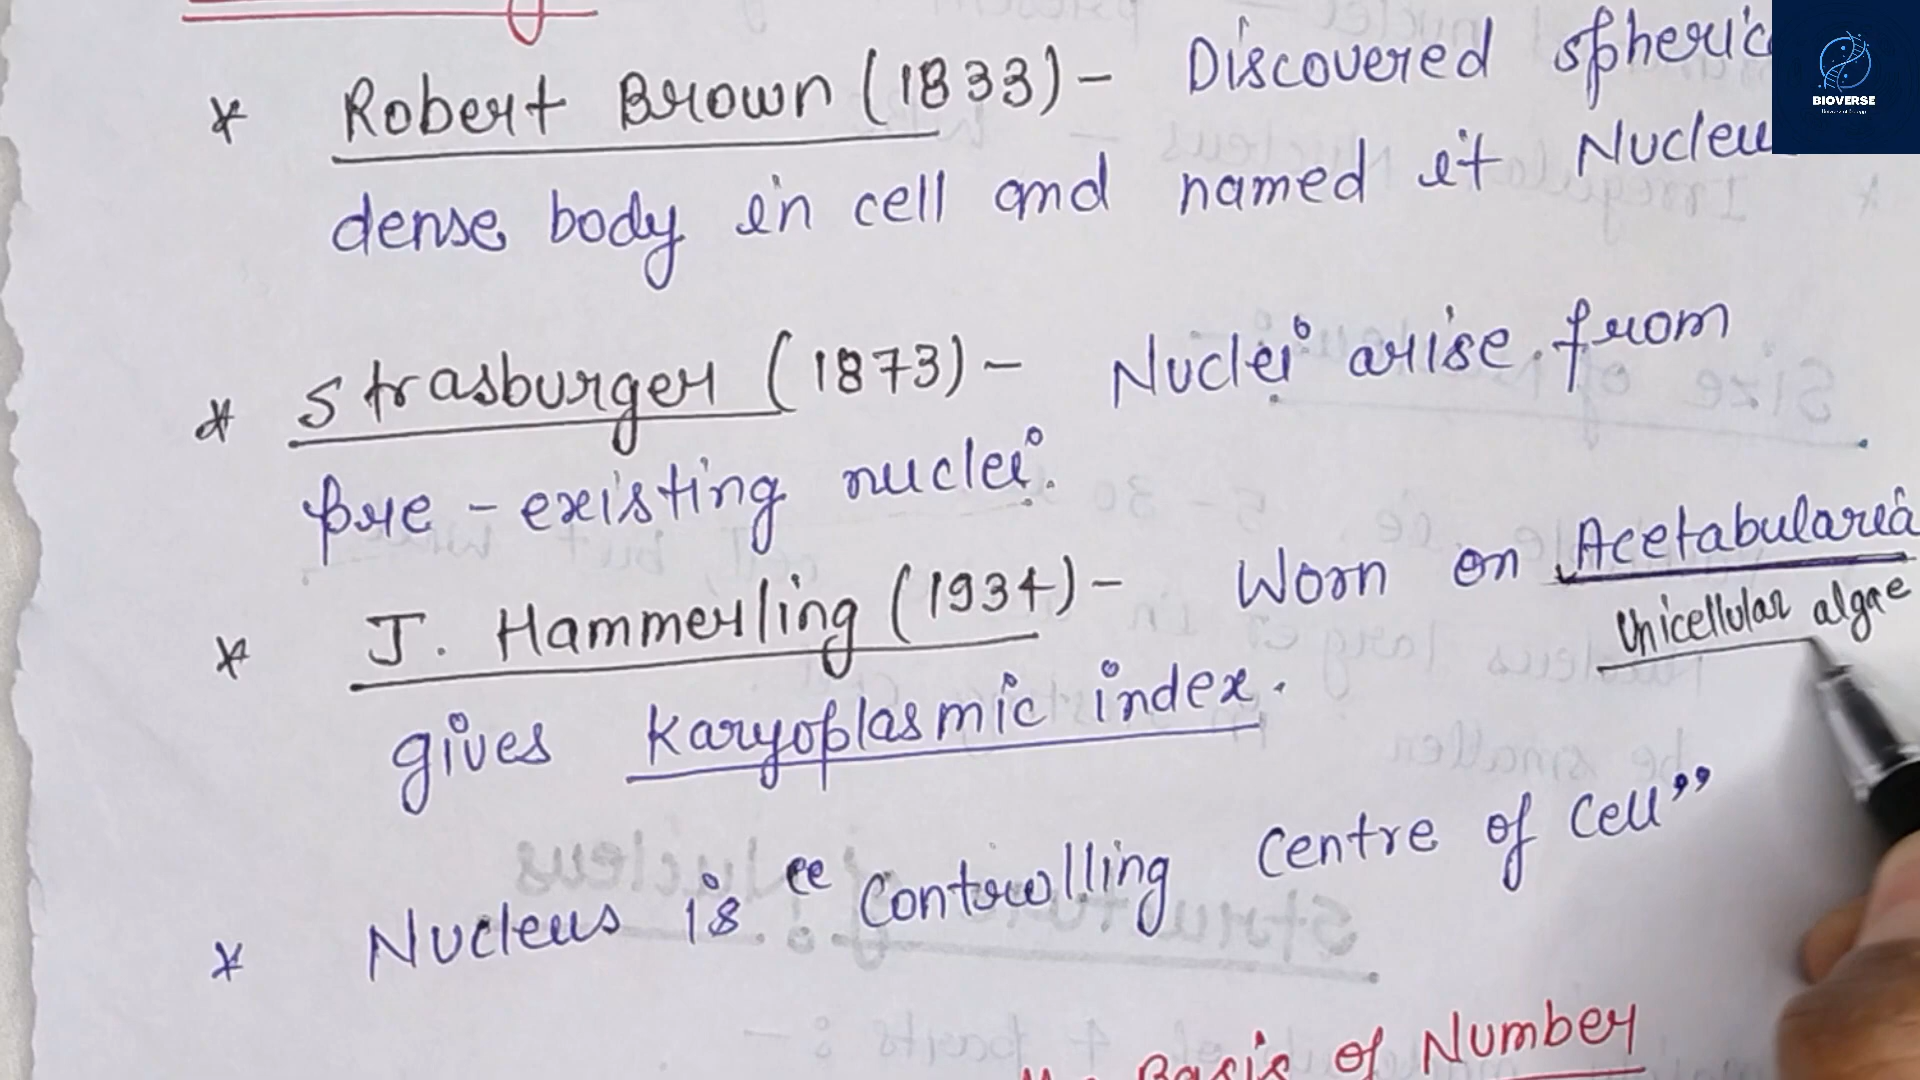 * Robert Brown (1833) - Discovered spheric
dense body in cell and named it Nucleu
* Strasburger (1873) - Nuclei arise from
pre-existing nuclei.
* J. Hammerling (1934) - Worn on Acetabularia
Unicellular algae
gives karyoplasmic index.
* Nucleus is "Controlling Centre of Cell"
Basis of Number
BIOVERSE